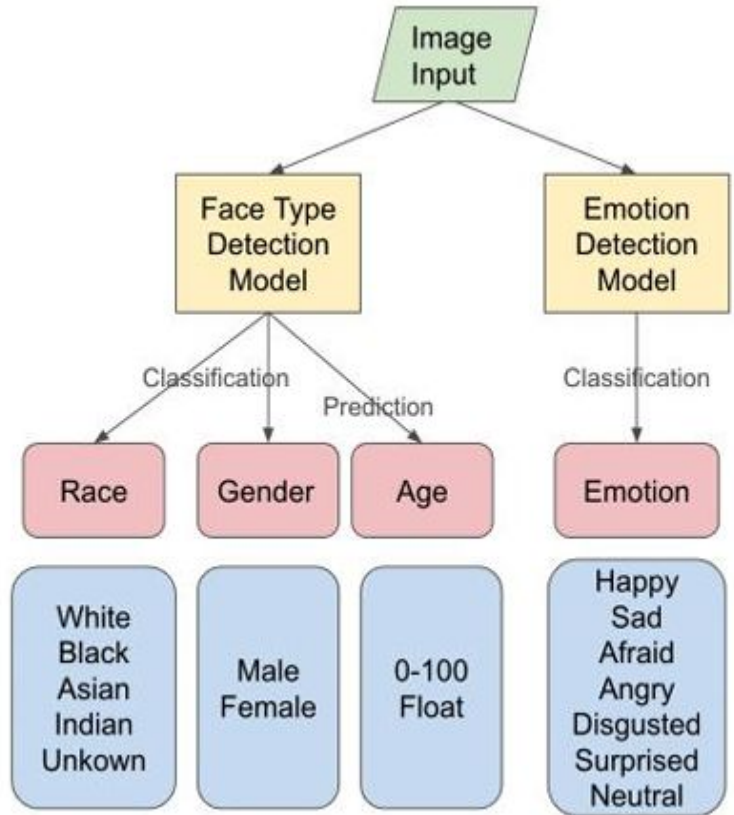 Image
Input
Face Type
Detection
Model
Emotion
Detection
Model
Classification
Prediction
Classification
Race
Gender
Age
Emotion
White
Black
Asian
Indian
Unkown
Male
Female
0-100
Float
Happy
Sad
Afraid
Angry
Disgusted
Surprised
Neutral